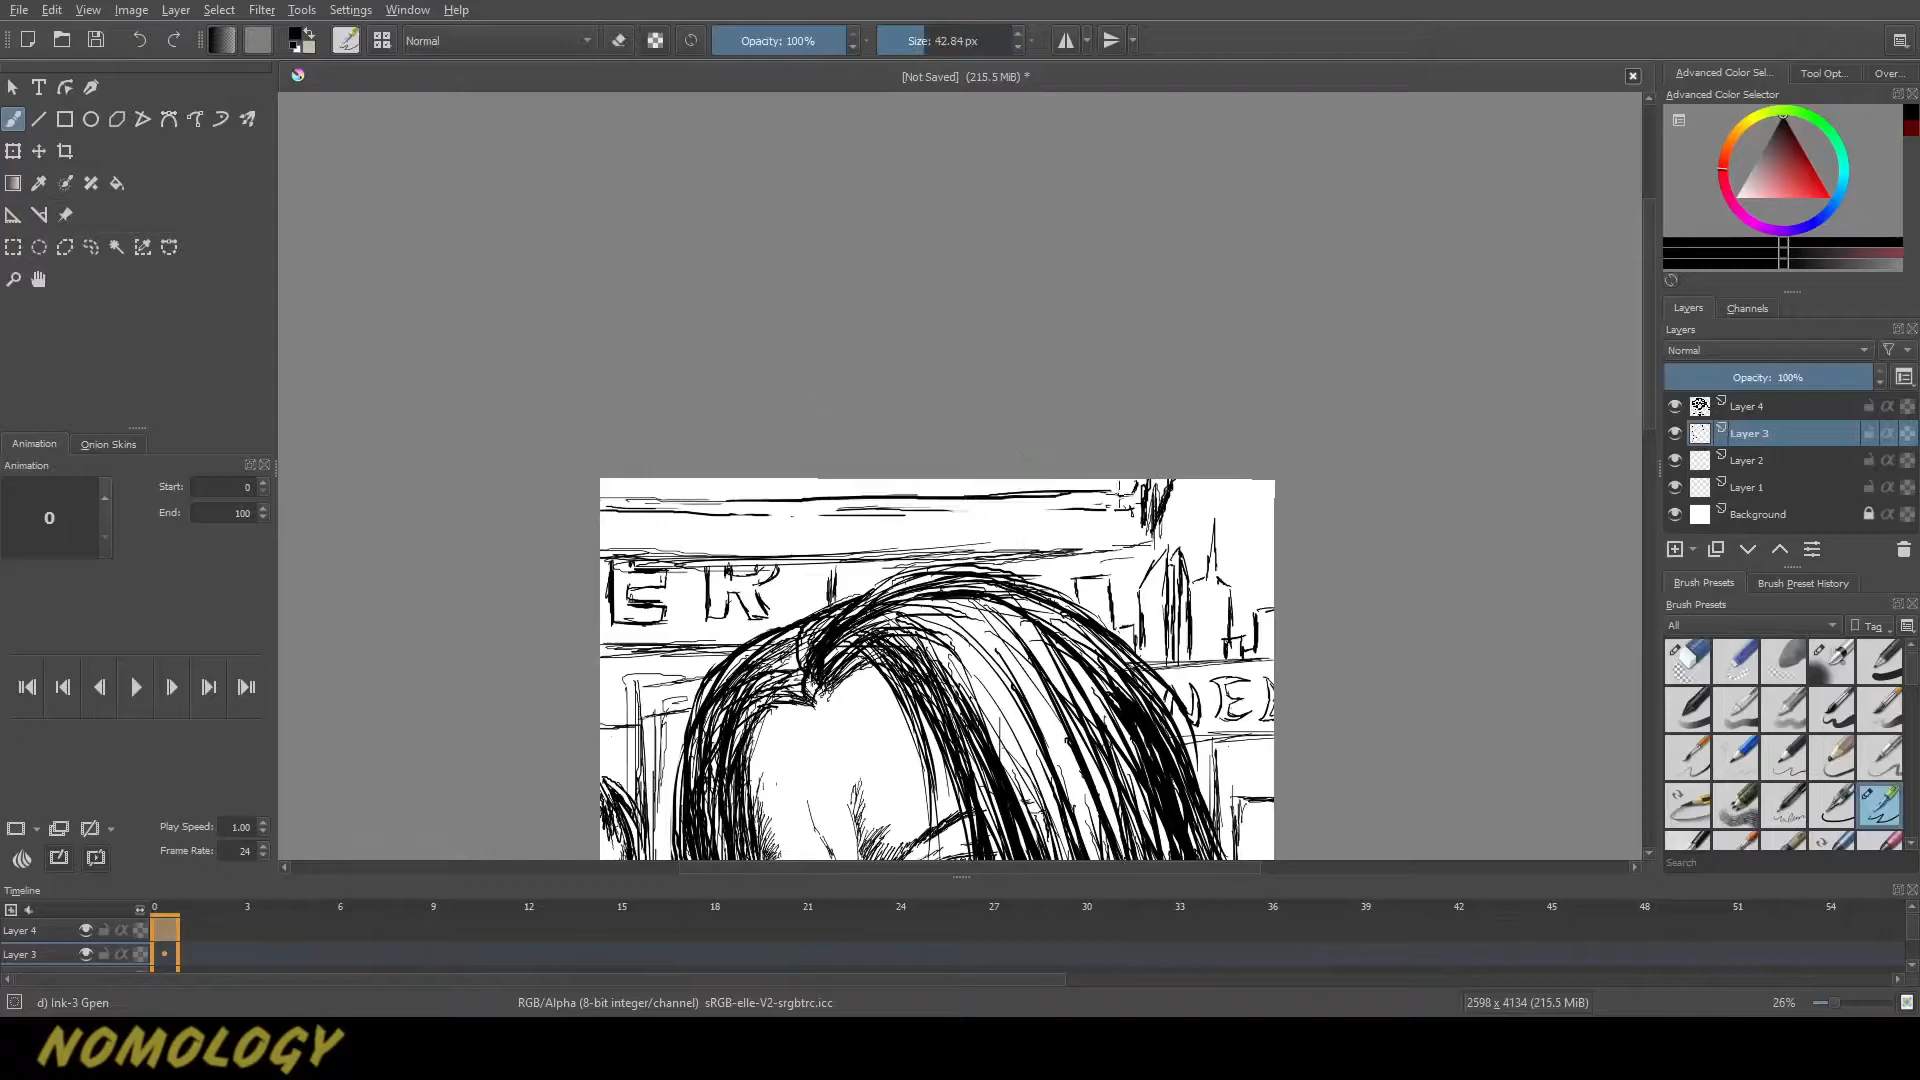 File Edit View Image Layer Select Filter Tools Settings Window Help
Normal Opacity: 100% Size: 42.84 px
[Not Saved] (215.5 MiB) *
Advanced Color Sel... Tool Opt... Over...
Advanced Color Selector
Layers Channels
Layers
Normal
Opacity: 100%
Layer 4
Layer 3
Layer 2
Layer 1
Background
Brush Presets Brush Preset History
Brush Presets
All Tag
Search
Animation Onion Skins
Animation
0
Start: 0
End: 100
Play Speed: 1.00
Frame Rate: 24
ER
NEL
Timeline
0 3 6 9 12 15 18 21 24 27 30 33 36 39 42 45 48 51 54
Layer 4
Layer 3
d) Ink-3 Gpen RGB/Alpha (8-bit integer/channel) sRGB-elle-V2-srgbtrc.icc 2598 x 4134 (215.5 MiB) 26%
NOMOLOGY